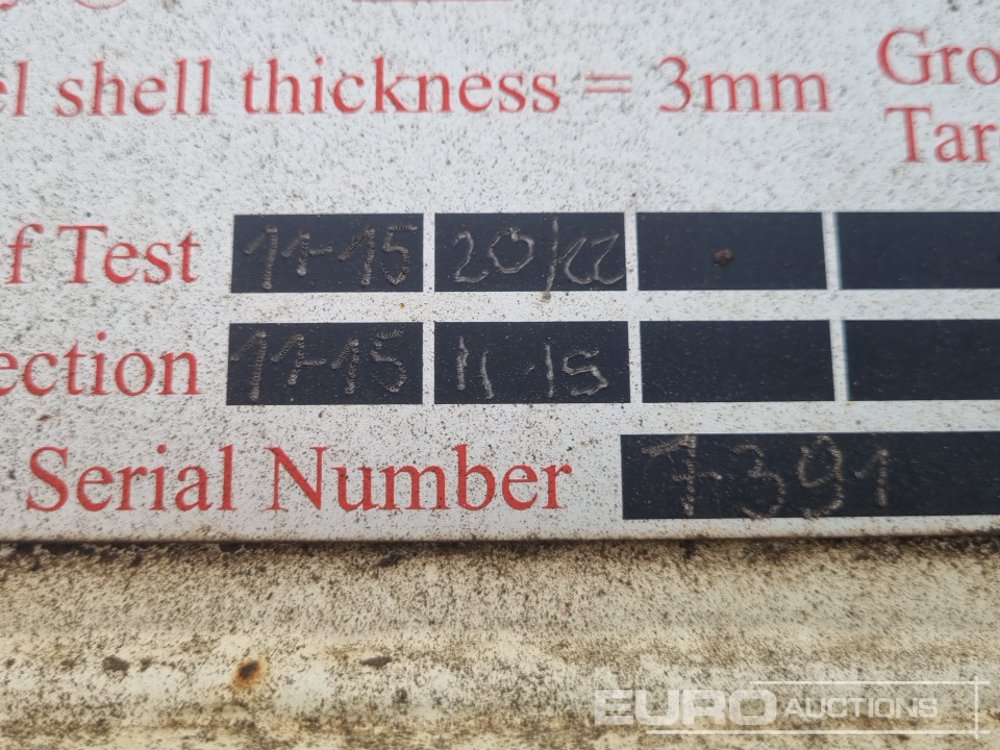 el shell thickness = 3mm Gro
Tar
f Test 11-15 20/22
ection 11-15 11 15
Serial Number 7391
EURO AUCTIONS